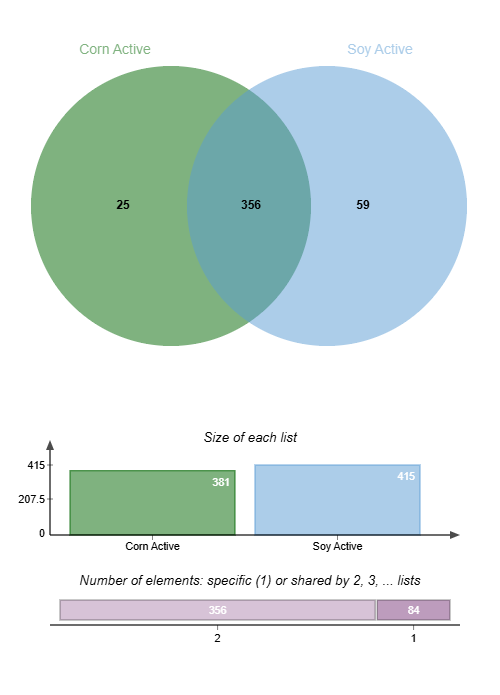 Corn Active
Soy Active
25
356
59
Size of each list
415
207.5
0
381
415
Corn Active
Soy Active
Number of elements: specific (1) or shared by 2, 3, ... lists
356
84
2
1